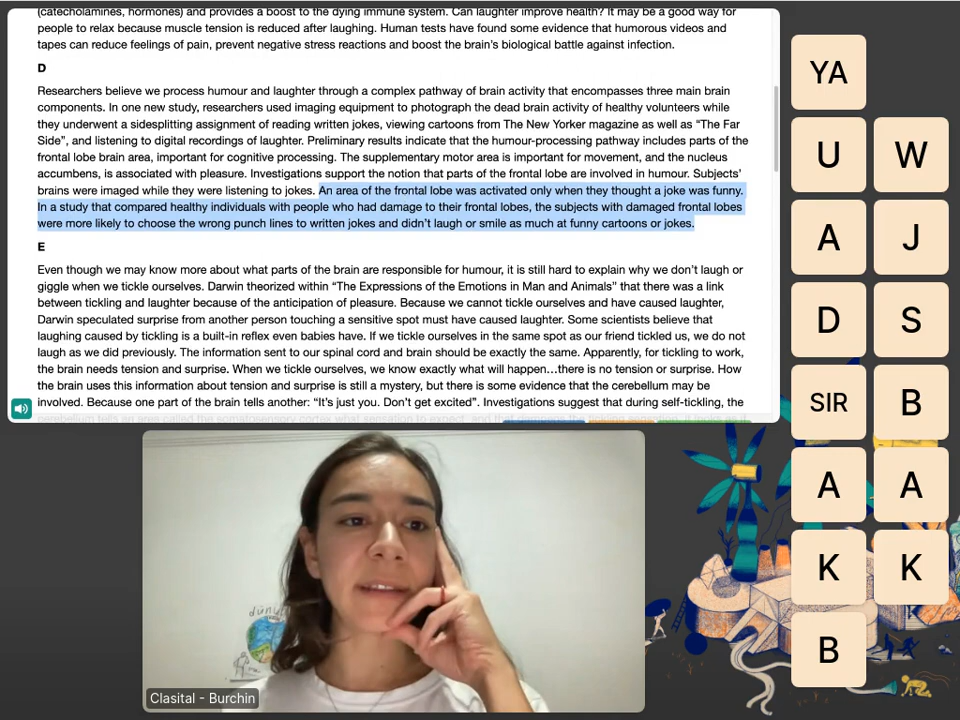 (catecholamines, hormones) and provides a boost to the dying immune system. Can laughter improve health? It may be a good way for
people to relax because muscle tension is reduced after laughing. Human tests have found some evidence that humorous videos and
tapes can reduce feelings of pain, prevent negative stress reactions and boost the brain's biological battle against infection.
D
Researchers believe we process humour and laughter through a complex pathway of brain activity that encompasses three main brain
components. In one new study, researchers used imaging equipment to photograph the dead brain activity of healthy volunteers while
they underwent a sidesplitting assignment of reading written jokes, viewing cartoons from The New Yorker magazine as well as “The Far
Side”, and listening to digital recordings of laughter. Preliminary results indicate that the humour-processing pathway includes parts of the
frontal lobe brain area, important for cognitive processing. The supplementary motor area is important for movement, and the nucleus
accumbens, is associated with pleasure. Investigations support the notion that parts of the frontal lobe are involved in humour. Subjects’
brains were imaged while they were listening to jokes. An area of the frontal lobe was activated only when they thought a joke was funny.
In a study that compared healthy individuals with people who had damage to their frontal lobes, the subjects with damaged frontal lobes
were more likely to choose the wrong punch lines to written jokes and didn’t laugh or smile as much at funny cartoons or jokes.
E
Even though we may know more about what parts of the brain are responsible for humour, it is still hard to explain why we don’t laugh or
giggle when we tickle ourselves. Darwin theorized within “The Expressions of the Emotions in Man and Animals” that there was a link
between tickling and laughter because of the anticipation of pleasure. Because we cannot tickle ourselves and have caused laughter,
Darwin speculated surprise from another person touching a sensitive spot must have caused laughter. Some scientists believe that
laughing caused by tickling is a built-in reflex even babies have. If we tickle ourselves in the same spot as our friend tickled us, we do not
laugh as we did previously. The information sent to our spinal cord and brain should be exactly the same. Apparently, for tickling to work,
the brain needs tension and surprise. When we tickle ourselves, we know exactly what will happen…there is no tension or surprise. How
the brain uses this information about tension and surprise is still a mystery, but there is some evidence that the cerebellum may be
involved. Because one part of the brain tells another: “It’s just you. Don’t get excited”. Investigations suggest that during self-tickling, the
cerebellum tells an area called the somatosensory cortex what sensation to expect, and that dampens the tickling sensation. It looks as if
YA
U W
A J
D S
SIR B
A A
K K
B
Clasital - Burchin